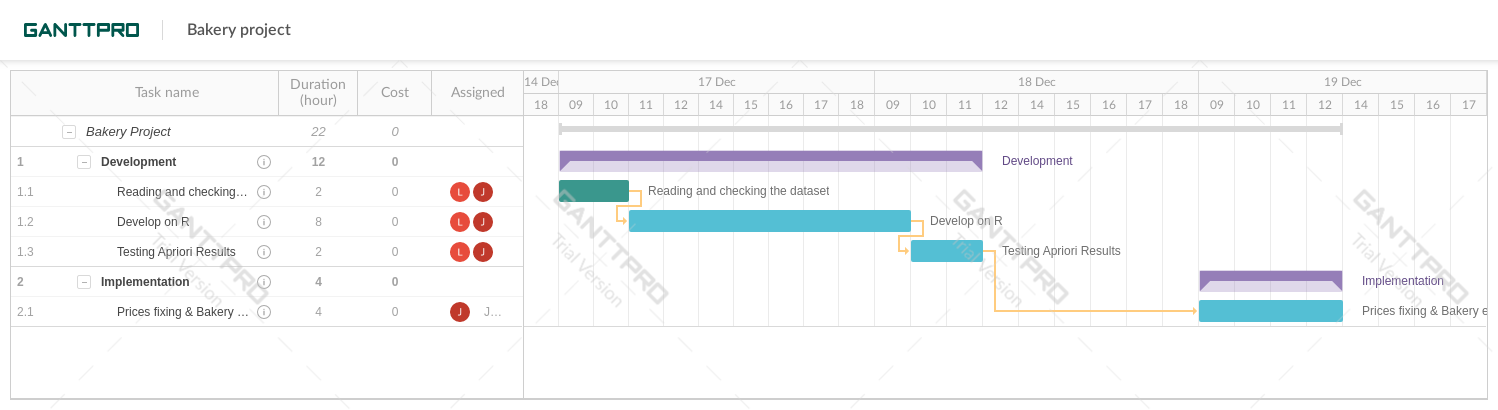 GANTTPRO
Bakery project
Task name
Duration (hour)
Cost
Assigned
14 Dec
17 Dec
18 Dec
19 Dec
18 09 10 11 12 14 15 16 17 18 09 10 11 12 14 15 16 17 18 09 10 11 12 14 15 16 17
Bakery Project 22 0
1 Development 12 0
Development
1.1 Reading and checking... 2 0 L J
Reading and checking the dataset
1.2 Develop on R 8 0 L J
Develop on R
1.3 Testing Apriori Results 2 0 L J
Testing Apriori Results
2 Implementation 4 0
Implementation
2.1 Prices fixing & Bakery ... 4 0 J J...
Prices fixing & Bakery e
GANTTPRO
Trial Version
GANTTPRO
Trial Version
GANTTPRO
Trial Version
GANTTPRO
Trial Version